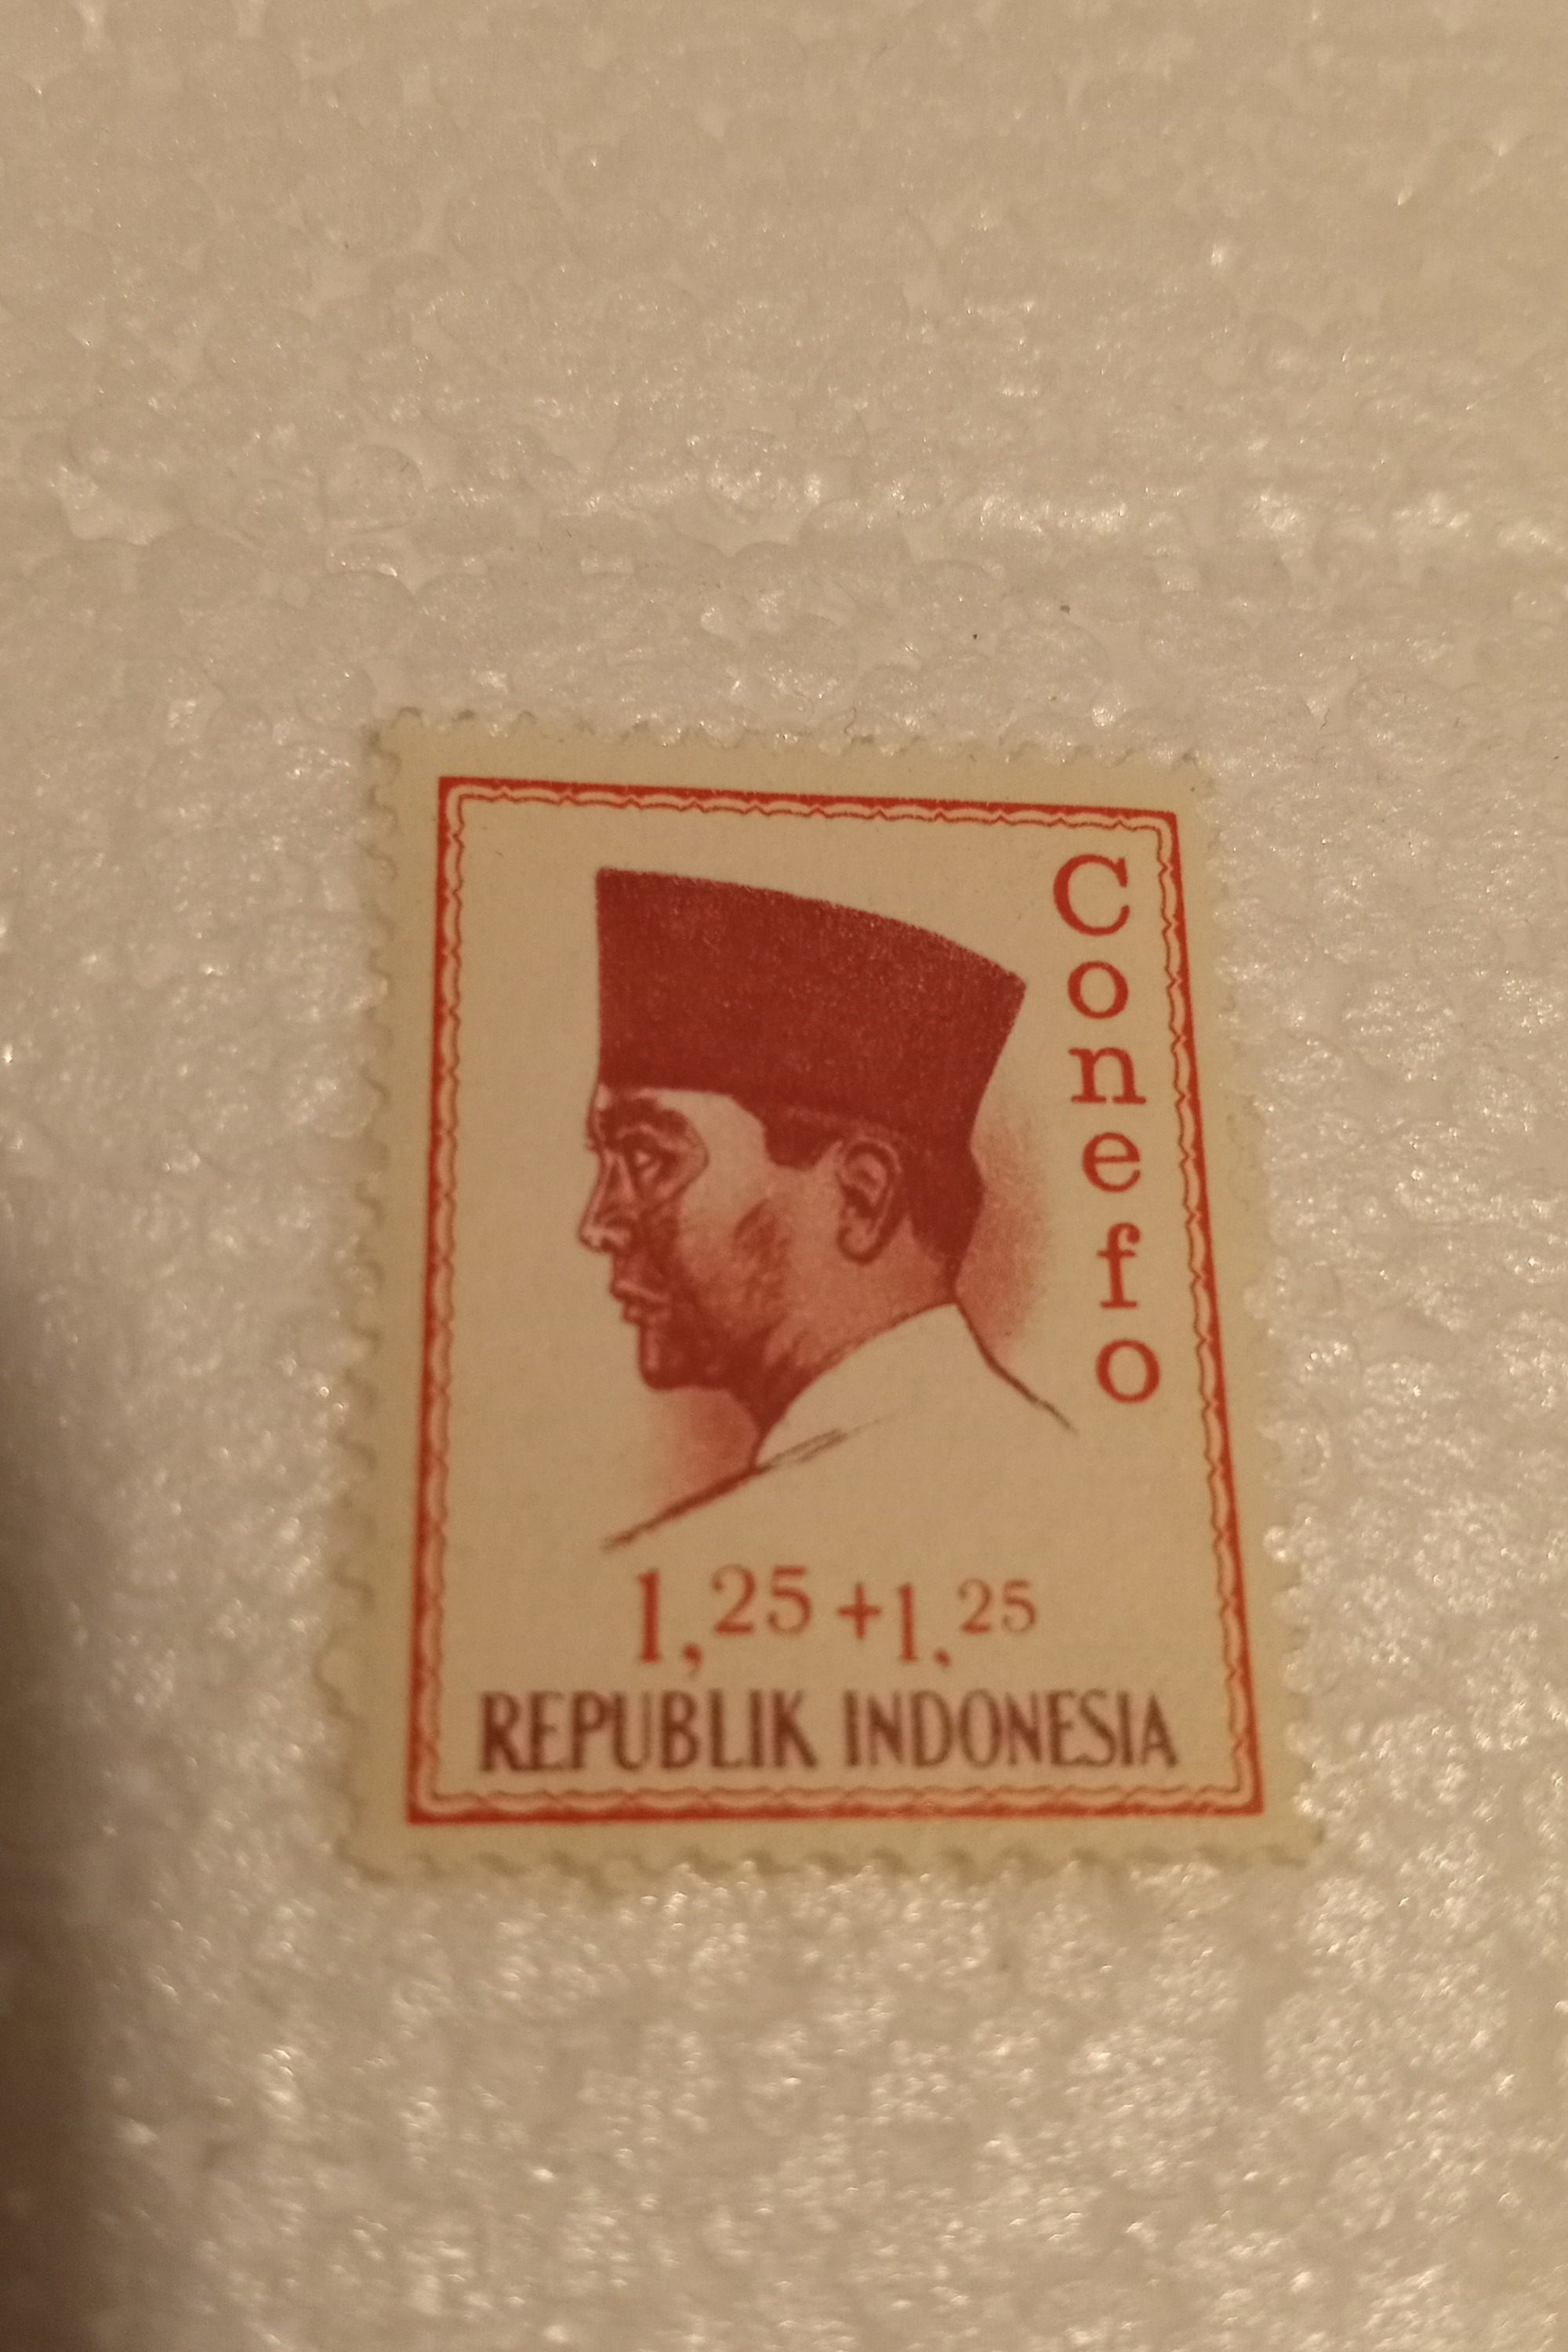 Conefo
1,25 +1.25
REPUBLIK INDONESIA